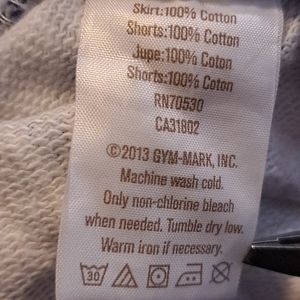 Skirt:100% Cotton
Shorts:100% Cotton
Jupe:100% Coton
Shorts:100% Coton
RN70530
CA31802
©2013 GYM-MARK, INC.
Machine wash cold.
Only non-chlorine bleach
when needed. Tumble dry low.
Warm iron if necessary.
30